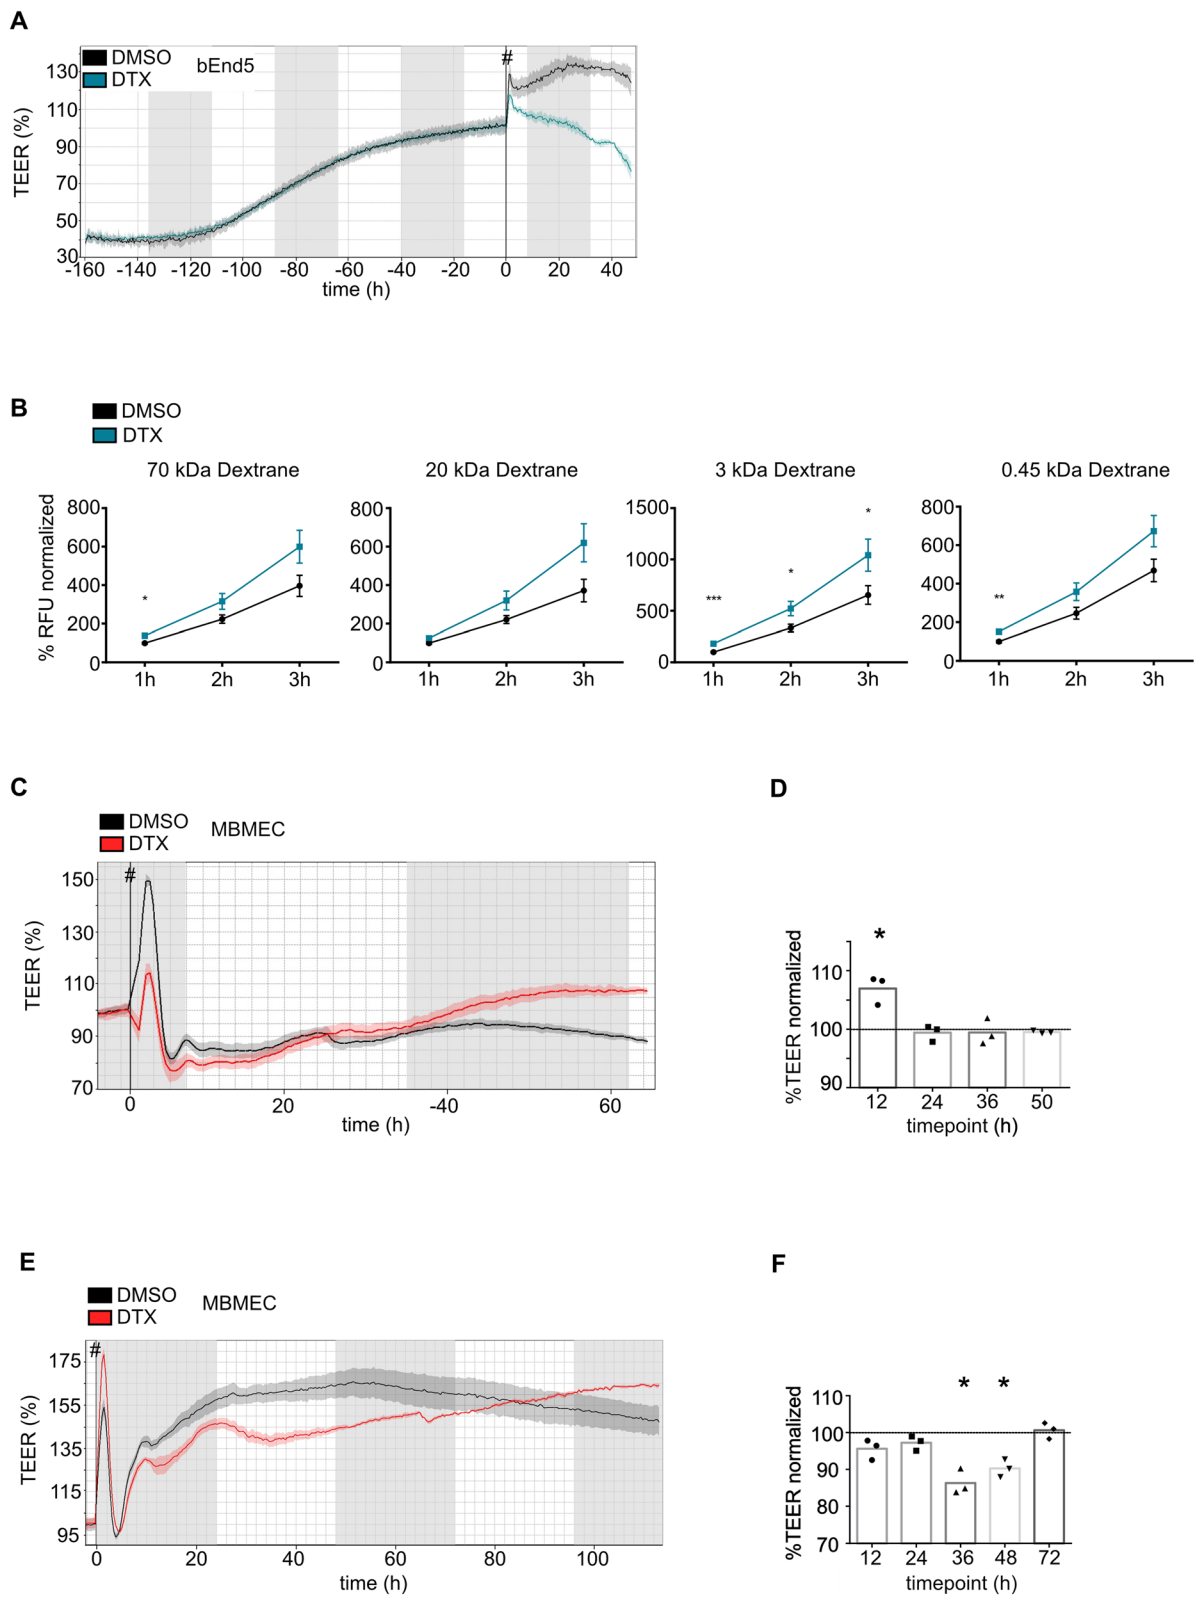 A
DMSO
DTX
bEnd5
#
TEER (%)
130
110
90
70
50
30
-160 -140 -120 -100 -80 -60 -40 -20 0 20 40
time (h)
B
DMSO
DTX
% RFU normalized
70 kDa Dextrane
800
600
400
200
0
*
1h 2h 3h
20 kDa Dextrane
800
600
400
200
0
1h 2h 3h
3 kDa Dextrane
1500
1000
500
0
***
*
*
1h 2h 3h
0.45 kDa Dextrane
800
600
400
200
0
**
1h 2h 3h
C
DMSO
DTX
MBMEC
#
TEER (%)
150
130
110
90
70
0 20 -40 60
time (h)
D
%TEER normalized
*
110
100
90
12 24 36 50
timepoint (h)
E
DMSO
DTX
MBMEC
#
TEER (%)
175
155
135
115
95
0 20 40 60 80 100
time (h)
F
%TEER normalized
* *
110
100
90
80
70
12 24 36 48 72
timepoint (h)